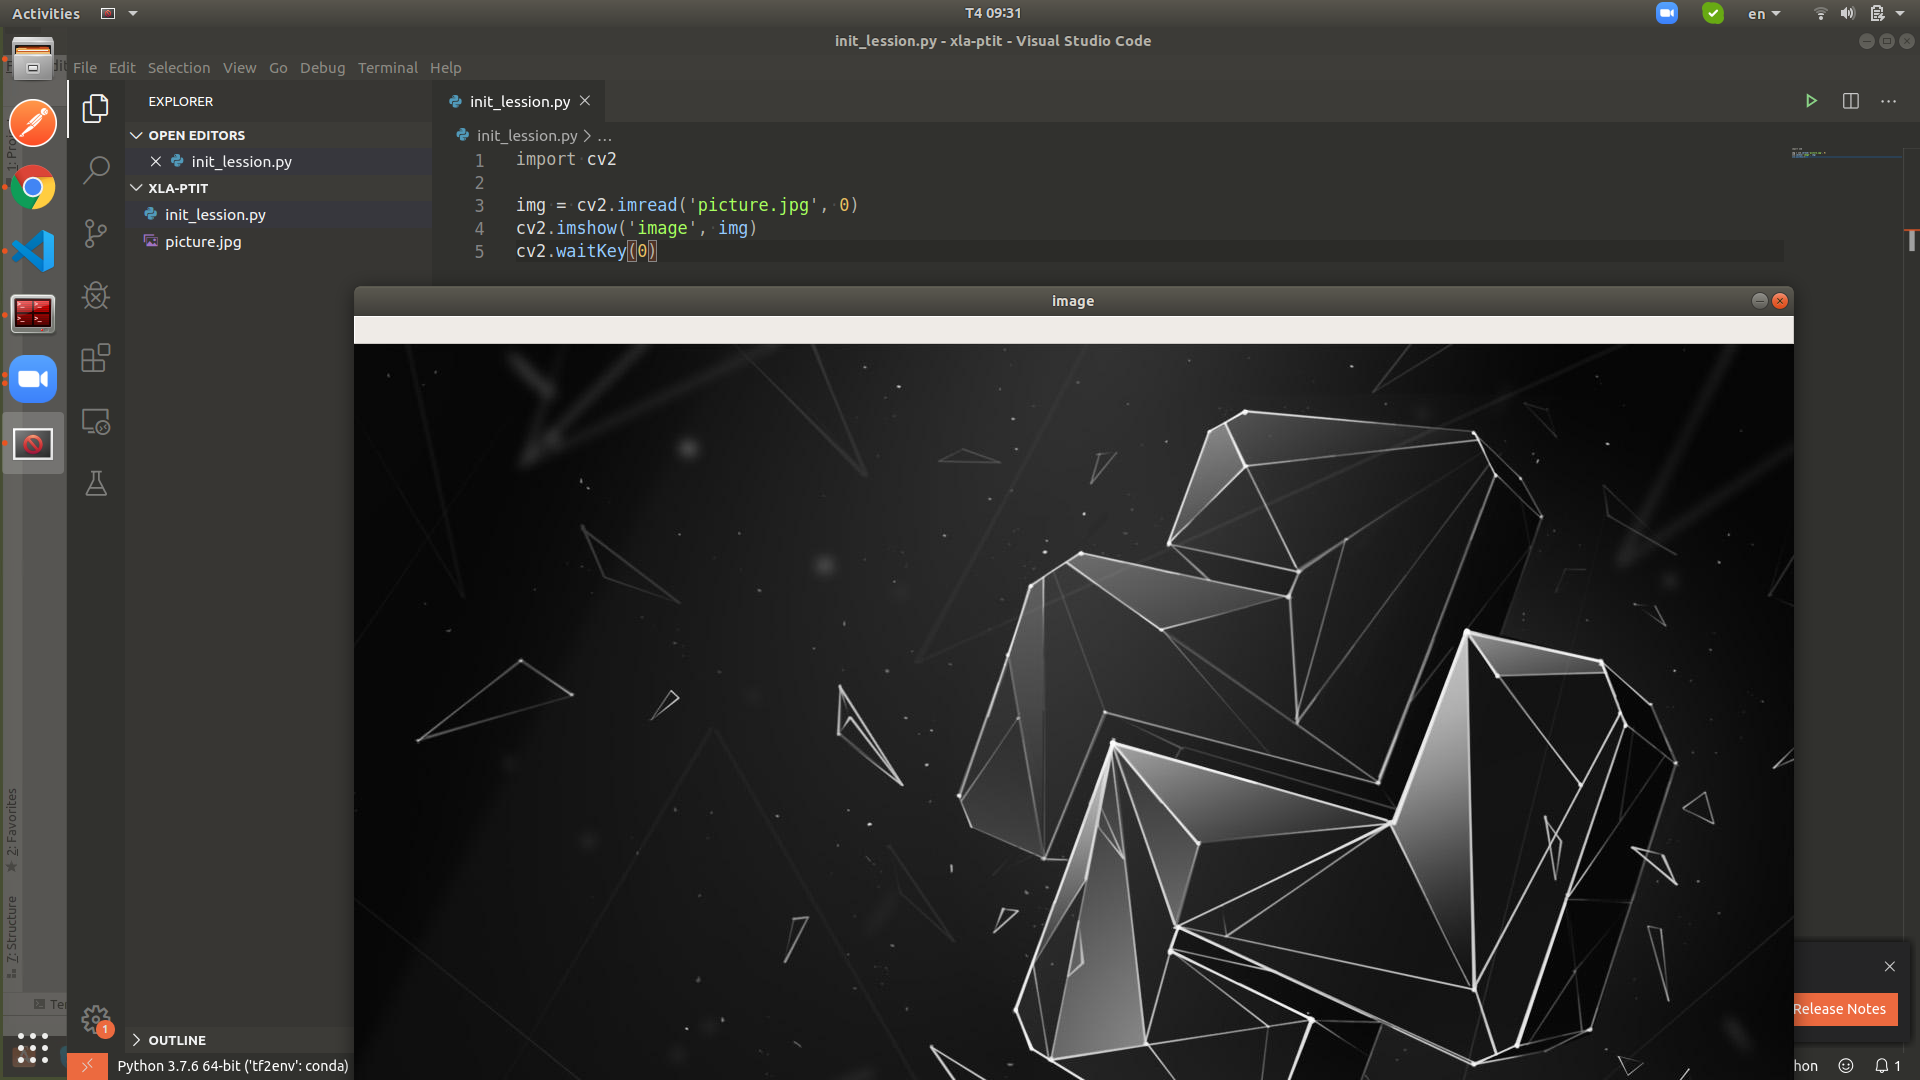 Activities
T4 09:31
en
init_lession.py - xla-ptit - Visual Studio Code
File Edit Selection View Go Debug Terminal Help
EXPLORER
init_lession.py
OPEN EDITORS
init_lession.py
XLA-PTIT
init_lession.py
picture.jpg
init_lession.py > ...
1 import cv2
2
3 img = cv2.imread('picture.jpg', 0)
4 cv2.imshow('image', img)
5 cv2.waitKey(0)
image
2: Favorites
7: Structure
Release Notes
1
OUTLINE
Python 3.7.6 64-bit ('tf2env': conda)
hon
1